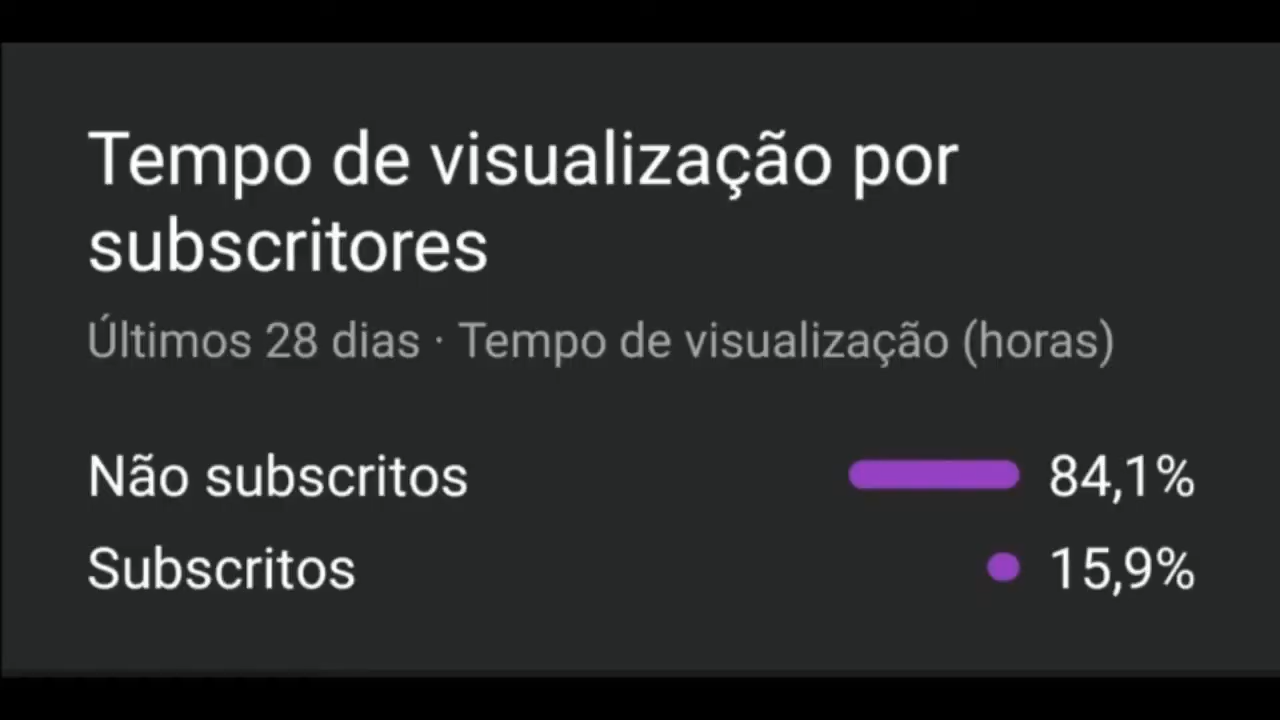 Tempo de visualização por
subscritores
Últimos 28 dias · Tempo de visualização (horas)
Não subscritos 84,1%
Subscritos 15,9%